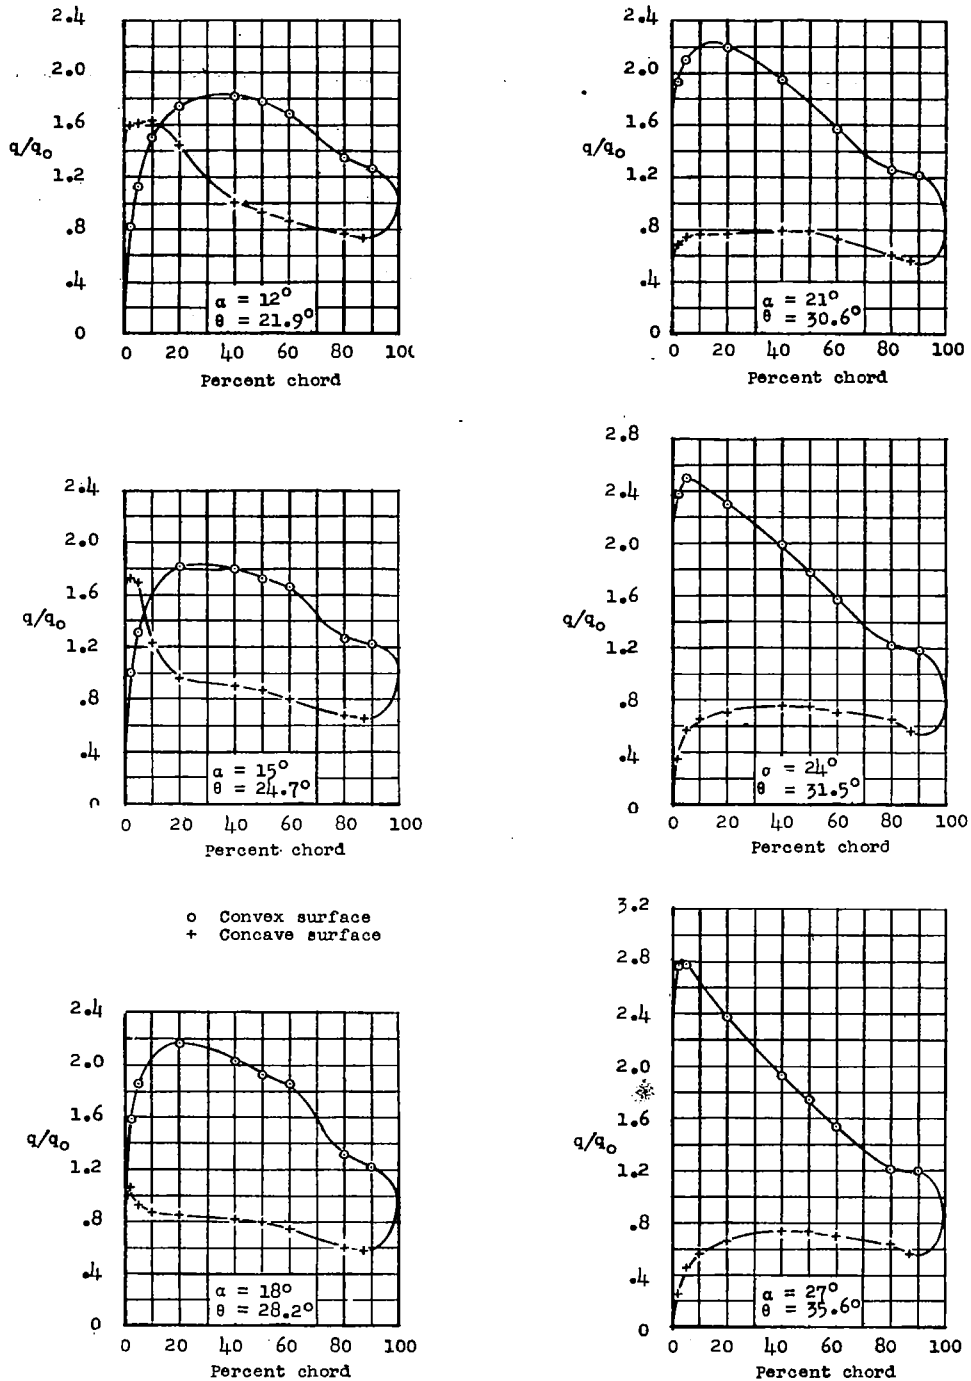 2.4
2.0
1.6
q/qo
1.2
.8
.4
0
α = 12°
θ = 21.9°
0 20 40 60 80 100
Percent chord
2.4
2.0
1.6
q/qo
1.2
.8
.4
0
α = 15°
θ = 24.7°
0 20 40 60 80 100
Percent chord
o Convex surface
+ Concave surface
2.4
2.0
1.6
q/qo
1.2
.8
.4
0
α = 18°
θ = 28.2°
0 20 40 60 80 100
Percent chord
2.4
2.0
1.6
q/qo
1.2
.8
.4
0
α = 21°
θ = 30.6°
0 20 40 60 80 100
Percent chord
2.8
2.4
2.0
1.6
q/qo
1.2
.8
.4
0
α = 24°
θ = 31.5°
0 20 40 60 80 100
Percent chord
3.2
2.8
2.4
2.0
1.6
q/qo
1.2
.8
.4
0
α = 27°
θ = 35.6°
0 20 40 60 80 100
Percent chord